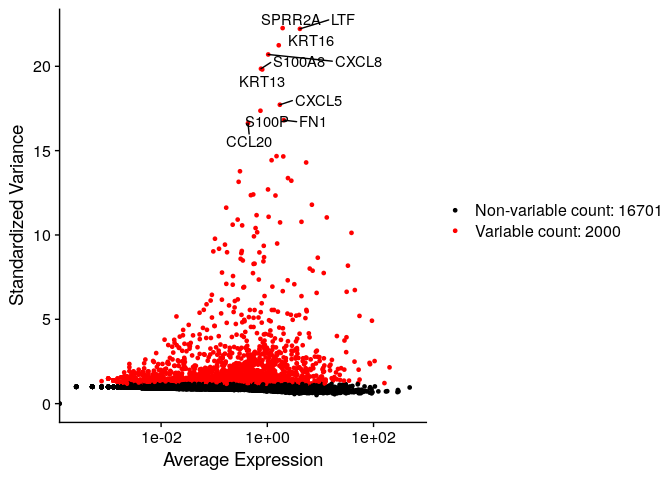 SPRR2A LTF
KRT16
S100A8 CXCL8
KRT13
CXCL5
S100P FN1
CCL20
20
15
10
5
0
Standardized Variance
1e-02 1e+00 1e+02
Average Expression
Non-variable count: 16701
Variable count: 2000